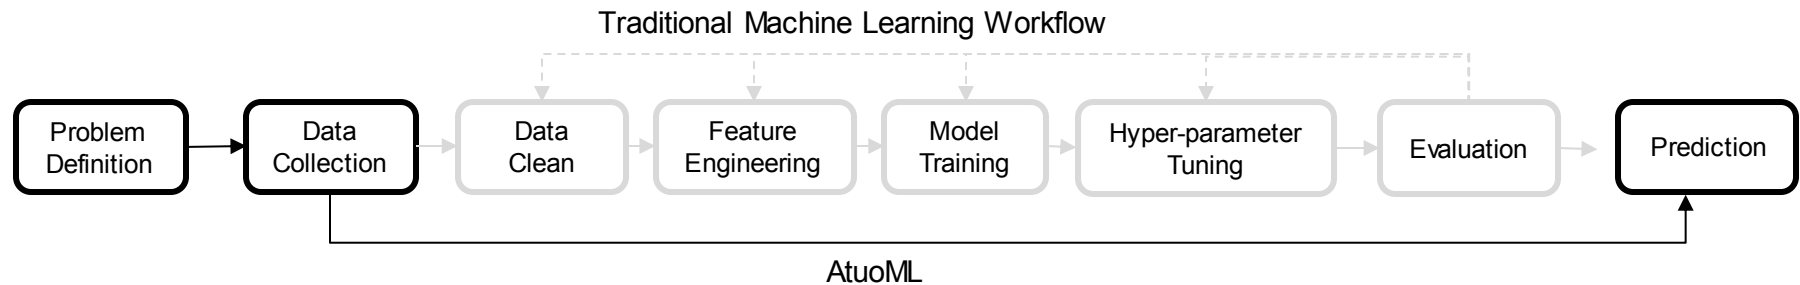 Traditional Machine Learning Workflow
Problem
Definition
Data
Collection
Data
Clean
Feature
Engineering
Model
Training
Hyper-parameter
Tuning
Evaluation
Prediction
AtuoML